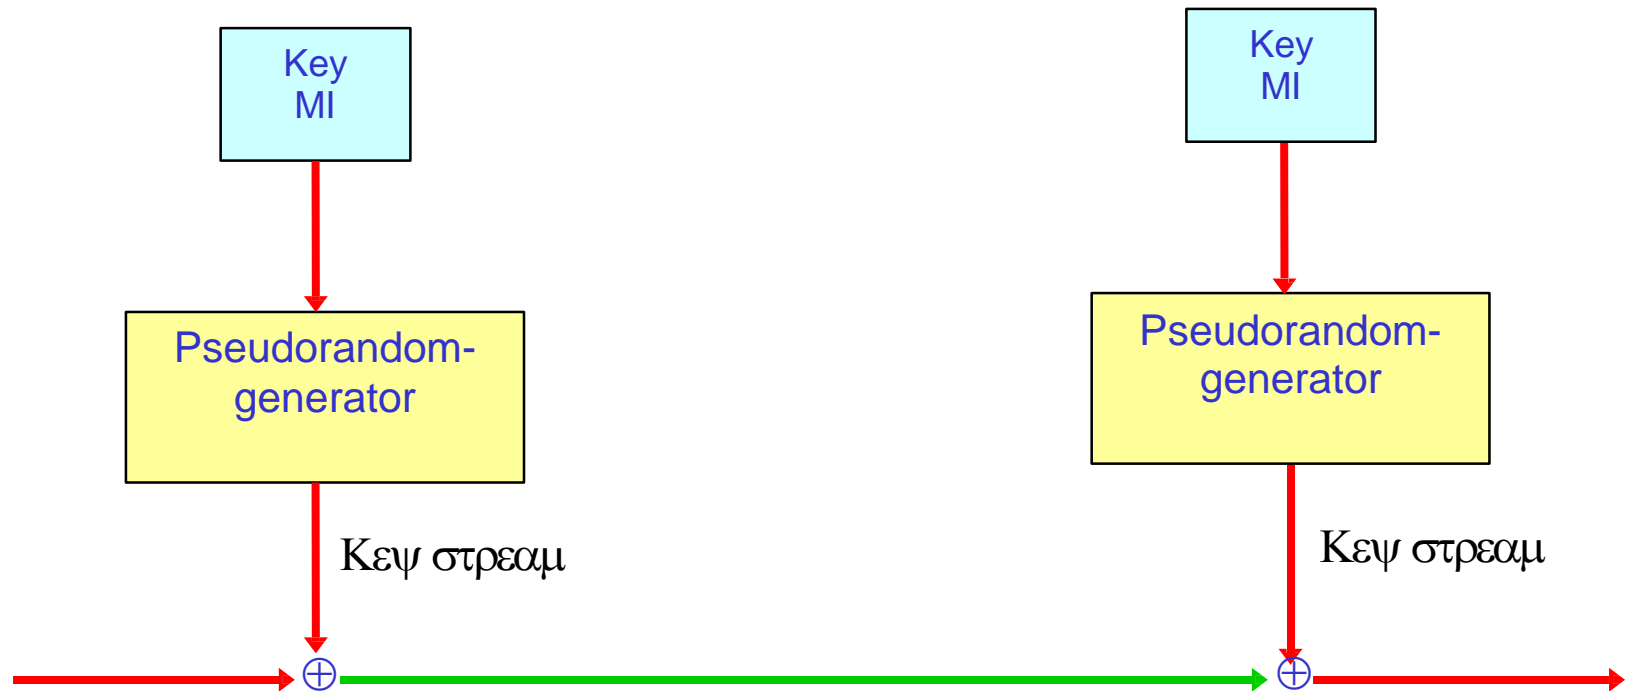 Key
MI
Pseudorandom-
generator
Κεψ στρεαμ
Key
MI
Pseudorandom-
generator
Κεψ στρεαμ